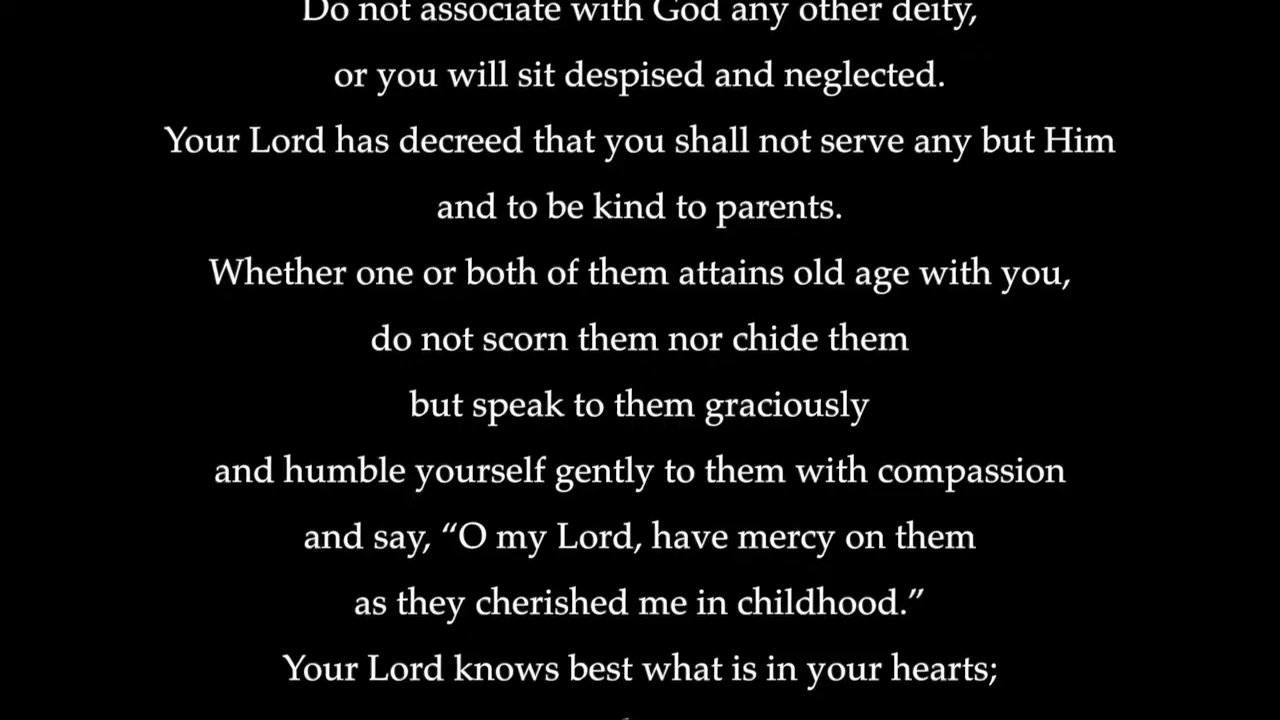 Do not associate with God any other deity,
or you will sit despised and neglected.
Your Lord has decreed that you shall not serve any but Him
and to be kind to parents.
Whether one or both of them attains old age with you,
do not scorn them nor chide them
but speak to them graciously
and humble yourself gently to them with compassion
and say, “O my Lord, have mercy on them
as they cherished me in childhood.”
Your Lord knows best what is in your hearts;